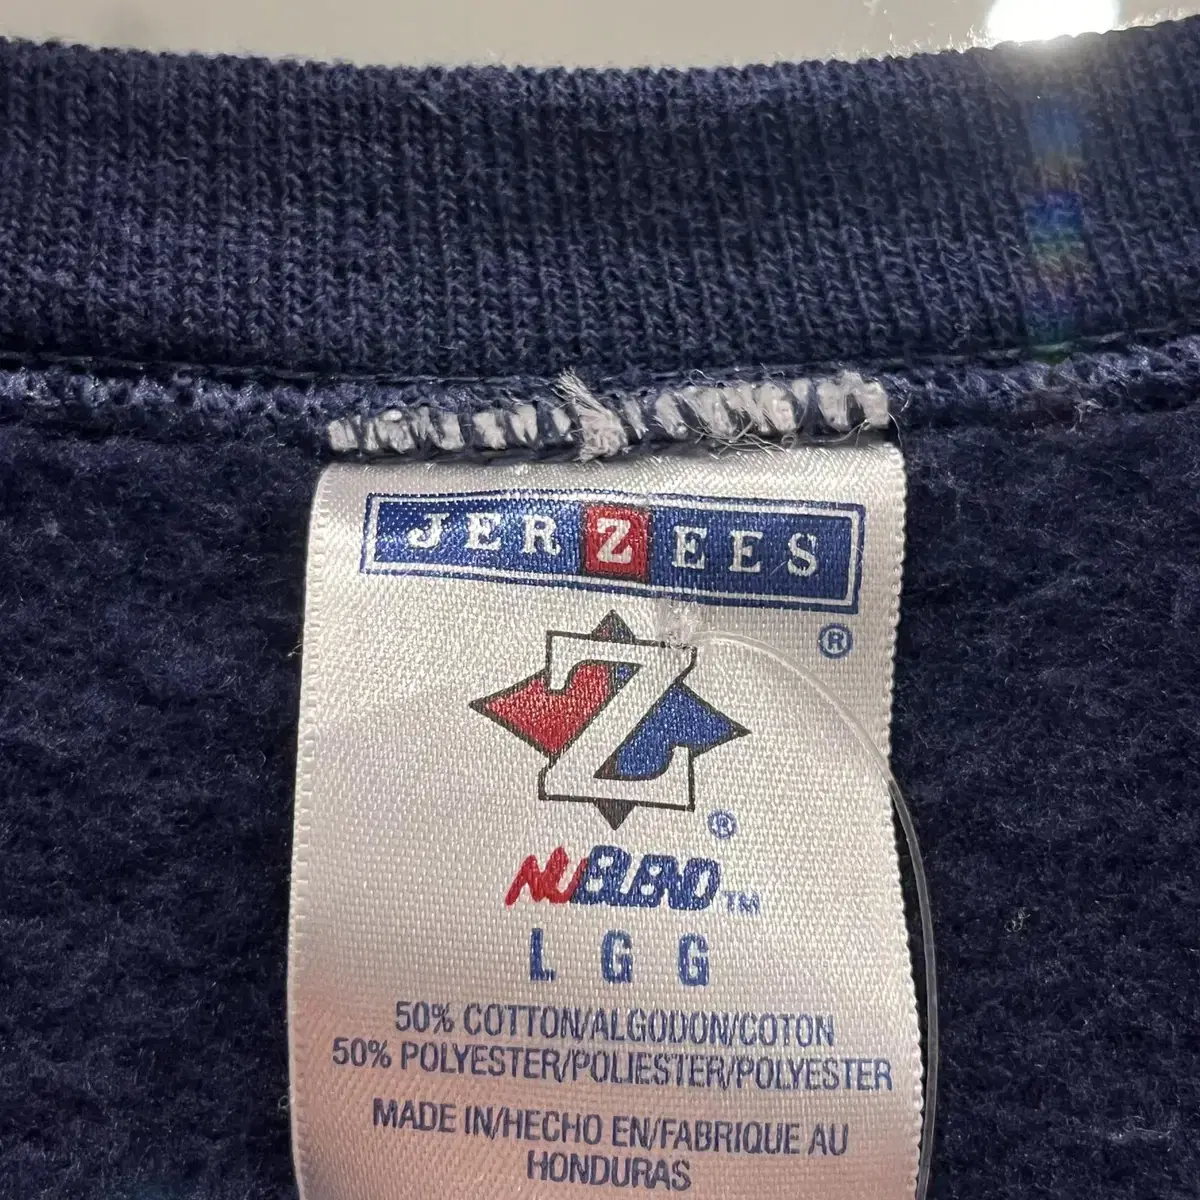 JERZEES
®
Z
®
NUBLEND™
L G G
50% COTTON/ALGODON/COTON
50% POLYESTER/POLIESTER/POLYESTER
MADE IN/HECHO EN/FABRIQUE AU
HONDURAS